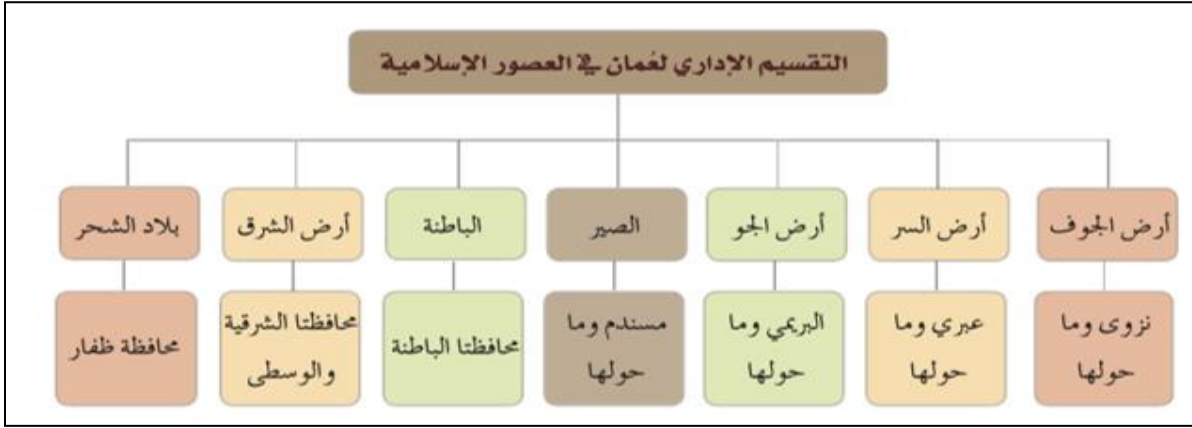 التقسيم الإداري لعُمان في العصور الإسلامية
أرض الجوف
أرض السر
أرض الجو
الصير
الباطنة
أرض الشرق
بلاد الشحر
نزوى وما
حولها
عبري وما
حولها
البريمي وما
حولها
مسندم وما
حولها
محافظتا الباطنة
محافظتا الشرقية
والوسطى
محافظة ظفار